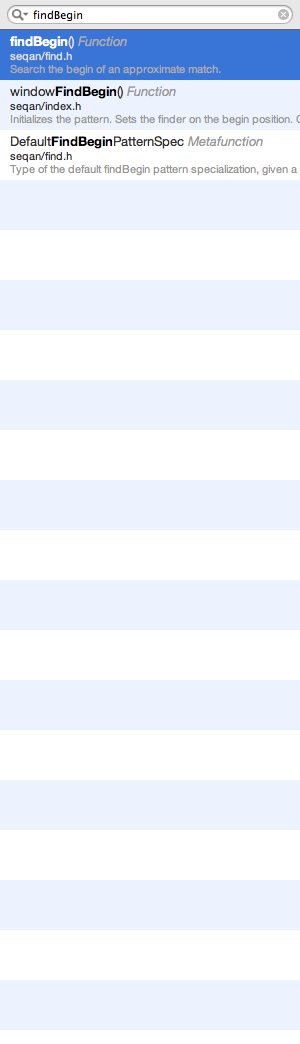 findBegin
findBegin() Function
seqan/find.h
Search the begin of an approximate match.
windowFindBegin() Function
seqan/index.h
Initializes the pattern. Sets the finder on the begin position.
DefaultFindBeginPatternSpec Metafunction
seqan/find.h
Type of the default findBegin pattern specialization, given a